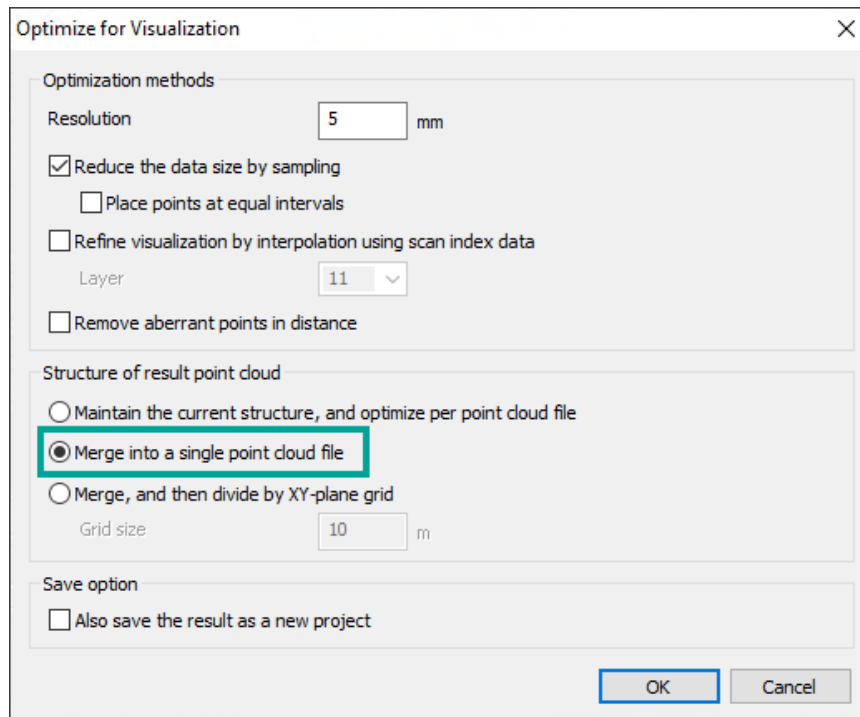 Optimize for Visualization
Optimization methods
Resolution 5 mm
Reduce the data size by sampling
Place points at equal intervals
Refine visualization by interpolation using scan index data
Layer 11
Remove aberrant points in distance
Structure of result point cloud
Maintain the current structure, and optimize per point cloud file
Merge into a single point cloud file
Merge, and then divide by XY-plane grid
Grid size 10 m
Save option
Also save the result as a new project
OK Cancel